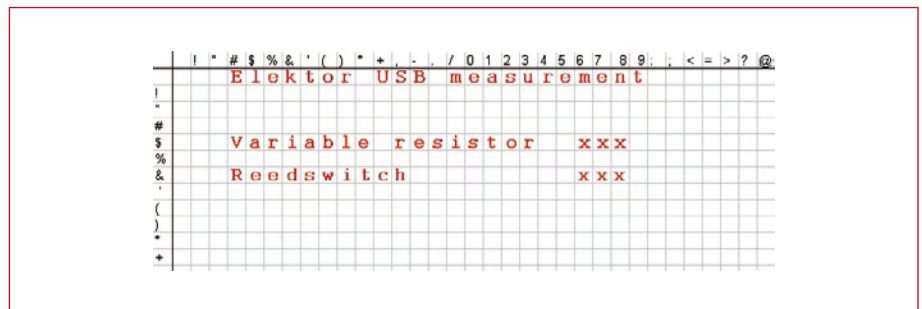 ! " # $ % & ' ( ) * + , - . / 0 1 2 3 4 5 6 7 8 9 : ; < = > ? @
Elektor USB measurement
!
"
#
$ Variable resistor xxx
%
& Reedswitch xxx
'
(
)
*
+